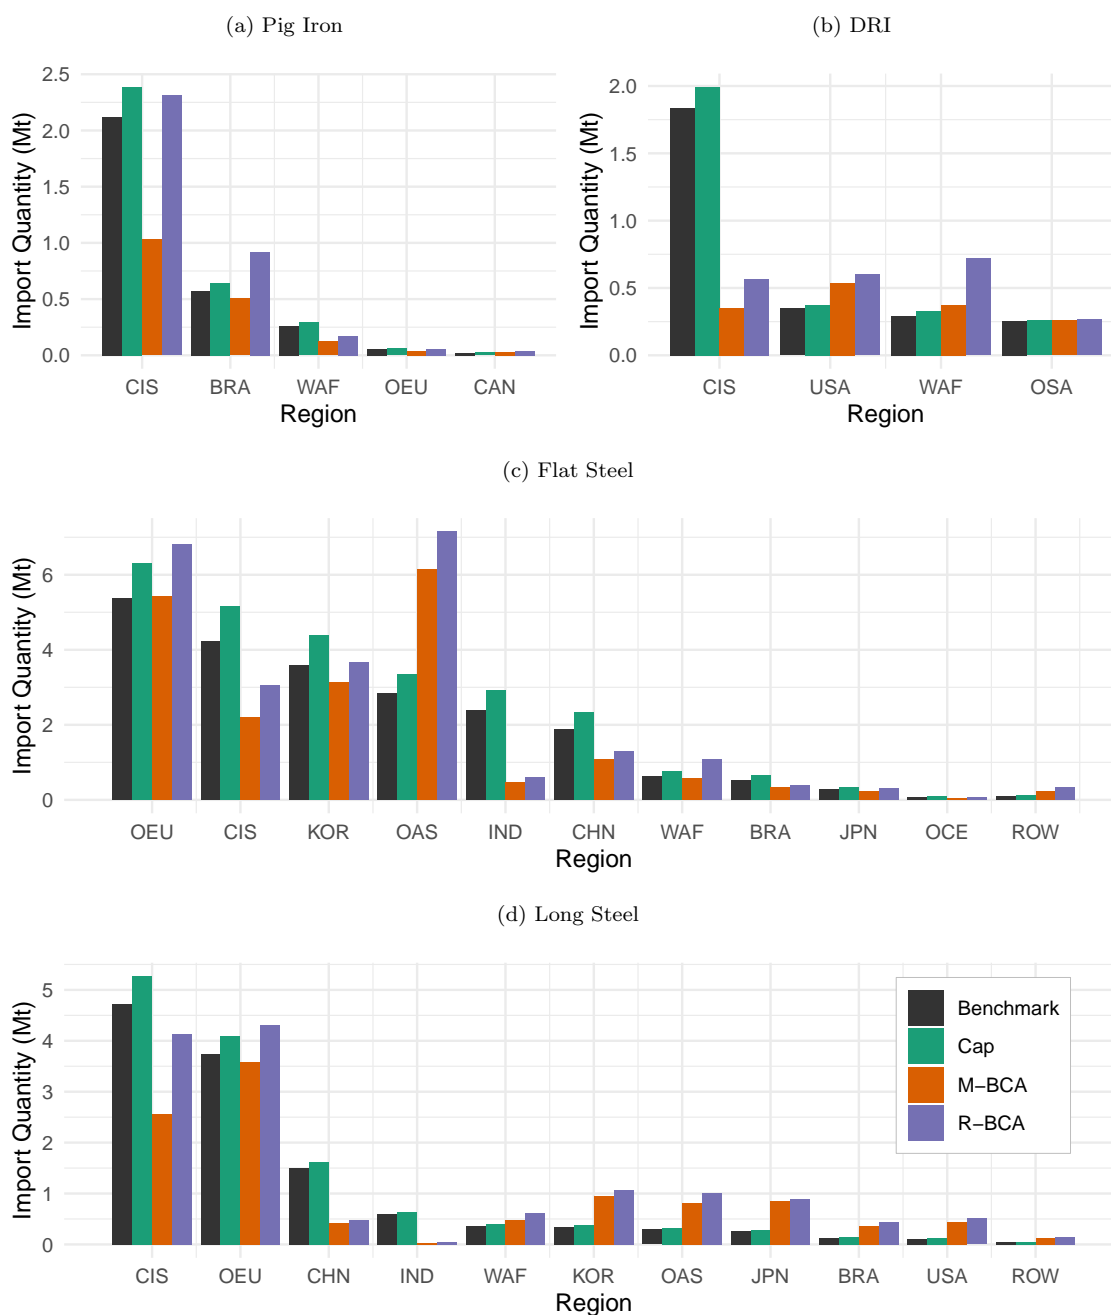 (a) Pig Iron
Import Quantity (Mt)
2.5
2.0
1.5
1.0
0.5
0.0
CIS BRA WAF OEU CAN
Region
(b) DRI
Import Quantity (Mt)
2.0
1.5
1.0
0.5
0.0
CIS USA WAF OSA
Region
(c) Flat Steel
Import Quantity (Mt)
6
4
2
0
OEU CIS KOR OAS IND CHN WAF BRA JPN OCE ROW
Region
(d) Long Steel
Import Quantity (Mt)
5
4
3
2
1
0
Benchmark
Cap
M−BCA
R−BCA
CIS OEU CHN IND WAF KOR OAS JPN BRA USA ROW
Region